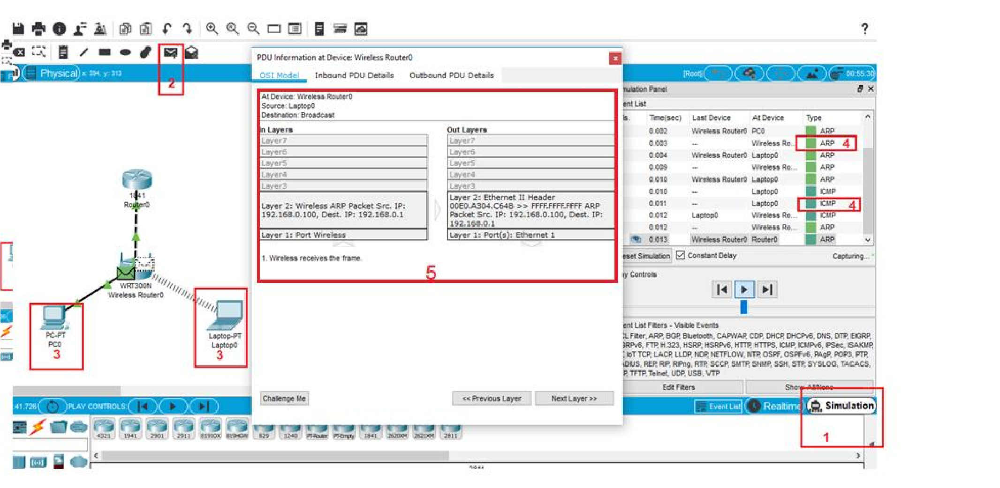 ?
Physical
x: 394, y: 313
2
[Root]
00:55:30
PDU Information at Device: Wireless Router0
x
OSI Model
Inbound PDU Details
Outbound PDU Details
At Device: Wireless Router0
Source: Laptop0
Destination: Broadcast
In Layers
Layer7
Layer6
Layer5
Layer4
Layer3
Layer 2: Wireless ARP Packet Src. IP:
192.168.0.100, Dest. IP: 192.168.0.1
Layer 1: Port Wireless
Out Layers
Layer7
Layer6
Layer5
Layer4
Layer3
Layer 2: Ethernet II Header
00E0.A304.C64B >> FFFF.FFFF.FFFF ARP
Packet Src. IP: 192.168.0.100, Dest. IP:
192.168.0.1
Layer 1: Port(s): Ethernet 1
1. Wireless receives the frame.
5
Challenge Me
<< Previous Layer
Next Layer >>
1841
Router0
WRT300N
Wireless Router0
PC-PT
PC0
3
Laptop-PT
Laptop0
3
mulation Panel
ent List
is.
Time(sec)
Last Device
At Device
Type
0.002 Wireless Router0 PC0 ARP
0.003 -- Wireless Ro... ARP 4
0.004 Wireless Router0 Laptop0 ARP
0.009 -- Wireless Ro... ARP
0.010 Wireless Router0 Laptop0 ARP
0.010 -- Laptop0 ICMP
0.011 -- Laptop0 ICMP 4
0.012 Laptop0 Wireless Ro... ICMP
0.012 -- Wireless Ro... ARP
0.013 Wireless Router0 Router0 ARP
eset Simulation
Constant Delay
Capturing...
y Controls
ent List Filters - Visible Events
CL Filter, ARP, BGP, Bluetooth, CAPWAP, CDP, DHCP, DHCPv6, DNS, DTP, EIGRP,
GRPv6, FTP, H.323, HSRP, HSRPv6, HTTP, HTTPS, ICMP, ICMPv6, IPSec, ISAKMP,
IoT TCP, LACP, LLDP, NDP, NETFLOW, NTP, OSPF, OSPFv6, PAgP, POP3, PTP,
DIUS, REP, RIP, RIPng, RTP, SCCP, SMTP, SNMP, SSH, STP, SYSLOG, TACACS,
P, TFTP, Telnet, UDP, USB, VTP
Edit Filters
Show All/None
41.726
PLAY CONTROLS:
Event List
Realtime
Simulation
1
4321
1941
2901
2911
819IOX
819HGW
829
1240
PT-Router
PT-Empty
1841
2620XM
2621XM
2811